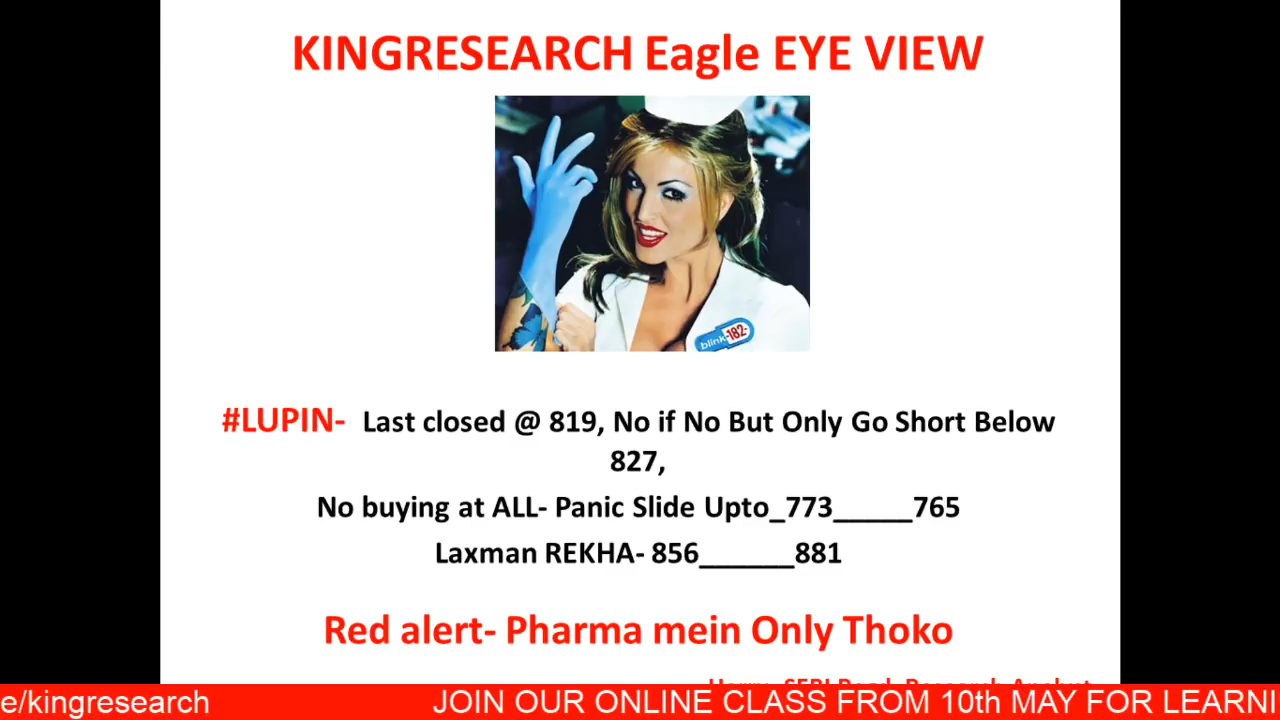 KINGRESEARCH Eagle EYE VIEW
blink-182-
#LUPIN- Last closed @ 819, No if No But Only Go Short Below
827,
No buying at ALL- Panic Slide Upto_773_____765
Laxman REKHA- 856______881
Red alert- Pharma mein Only Thoko
e/kingresearch JOIN OUR ONLINE CLASS FROM 10th MAY FOR LEARNI